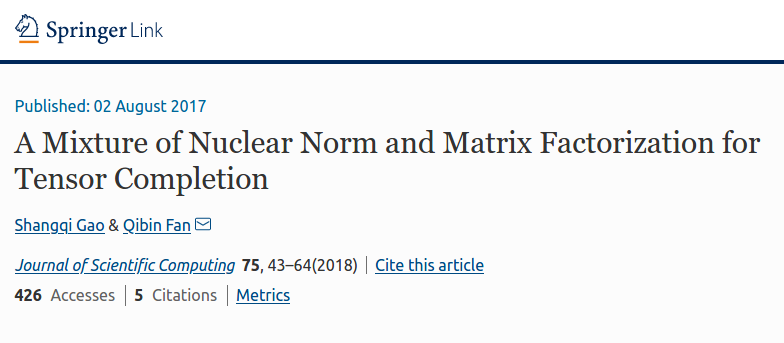 Springer Link
Published: 02 August 2017
A Mixture of Nuclear Norm and Matrix Factorization for
Tensor Completion
Shangqi Gao & Qibin Fan
Journal of Scientific Computing 75, 43–64(2018) | Cite this article
426 Accesses | 5 Citations | Metrics